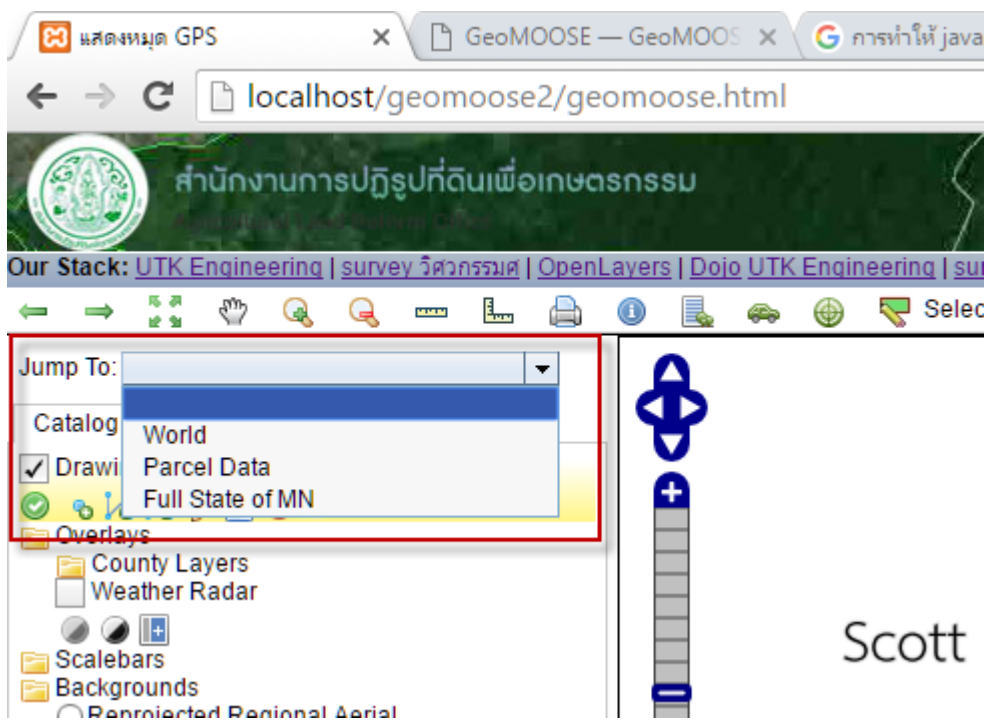 แสดงหมุด GPS
GeoMOOSE — GeoMOOS
การทำให้ java
localhost/geomoose2/geomoose.html
สำนักงานการปฏิรูปที่ดินเพื่อเกษตรกรรม
Our Stack: UTK Engineering | survey วิศวกรรมศ | OpenLayers | Dojo UTK Engineering | sur
Selec
Jump To:
Catalog
World
Drawi
Parcel Data
Full State of MN
Overlays
County Layers
Weather Radar
Scalebars
Scott
Backgrounds
Reprojected Regional Aerial